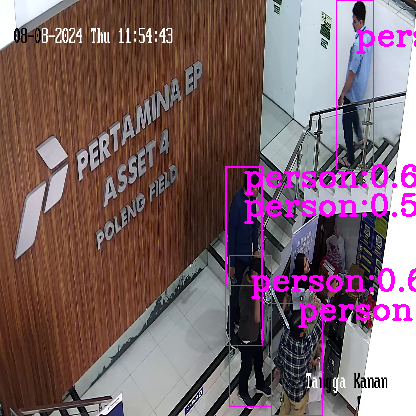 08-08-2024 Thu 11:54:43
PERTAMINA EP
ASSET 4
POLENG FIELD
pers
person:0.6
person:0.5
person:0.6
person
Tangga Kanan